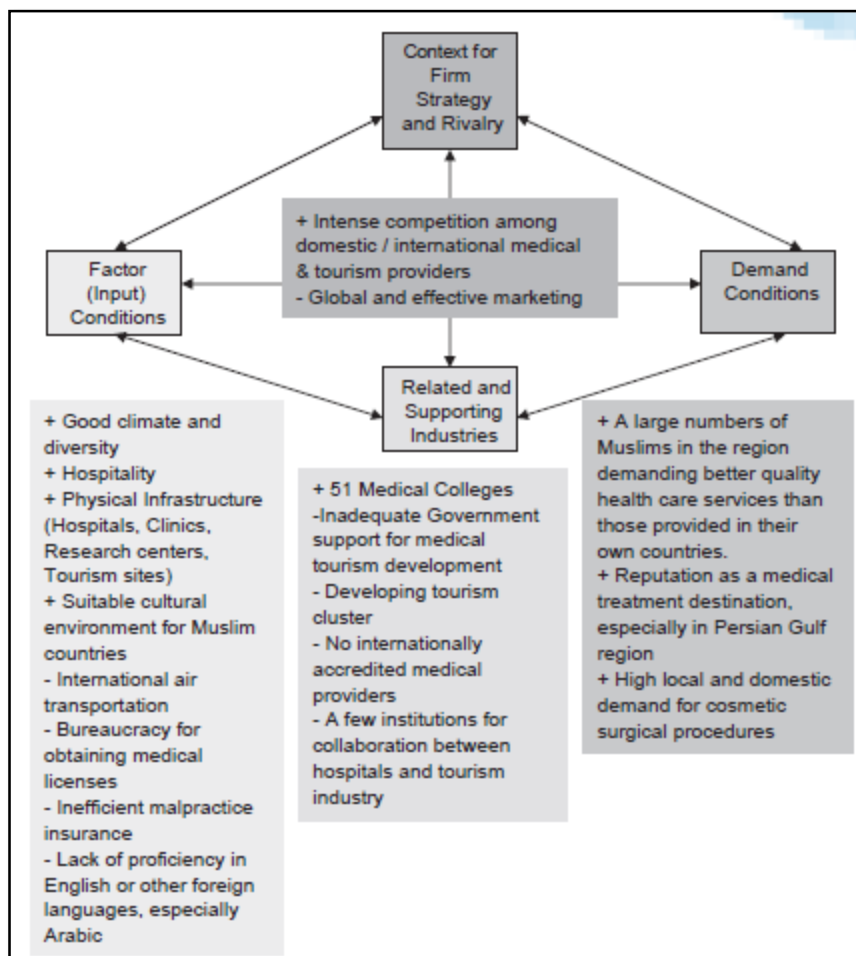 Context for
Firm
Strategy
and Rivalry
+ Intense competition among
domestic / international medical
& tourism providers
- Global and effective marketing
Factor
(Input)
Conditions
Demand
Conditions
Related and
Supporting
Industries
+ Good climate and
diversity
+ Hospitality
+ Physical Infrastructure
(Hospitals, Clinics,
Research centers,
Tourism sites)
+ Suitable cultural
environment for Muslim
countries
- International air
transportation
- Bureaucracy for
obtaining medical
licenses
- Inefficient malpractice
insurance
- Lack of proficiency in
English or other foreign
languages, especially
Arabic
+ 51 Medical Colleges
-Inadequate Government
support for medical
tourism development
- Developing tourism
cluster
- No internationally
accredited medical
providers
- A few institutions for
collaboration between
hospitals and tourism
industry
+ A large numbers of
Muslims in the region
demanding better quality
health care services than
those provided in their
own countries.
+ Reputation as a medical
treatment destination,
especially in Persian Gulf
region
+ High local and domestic
demand for cosmetic
surgical procedures